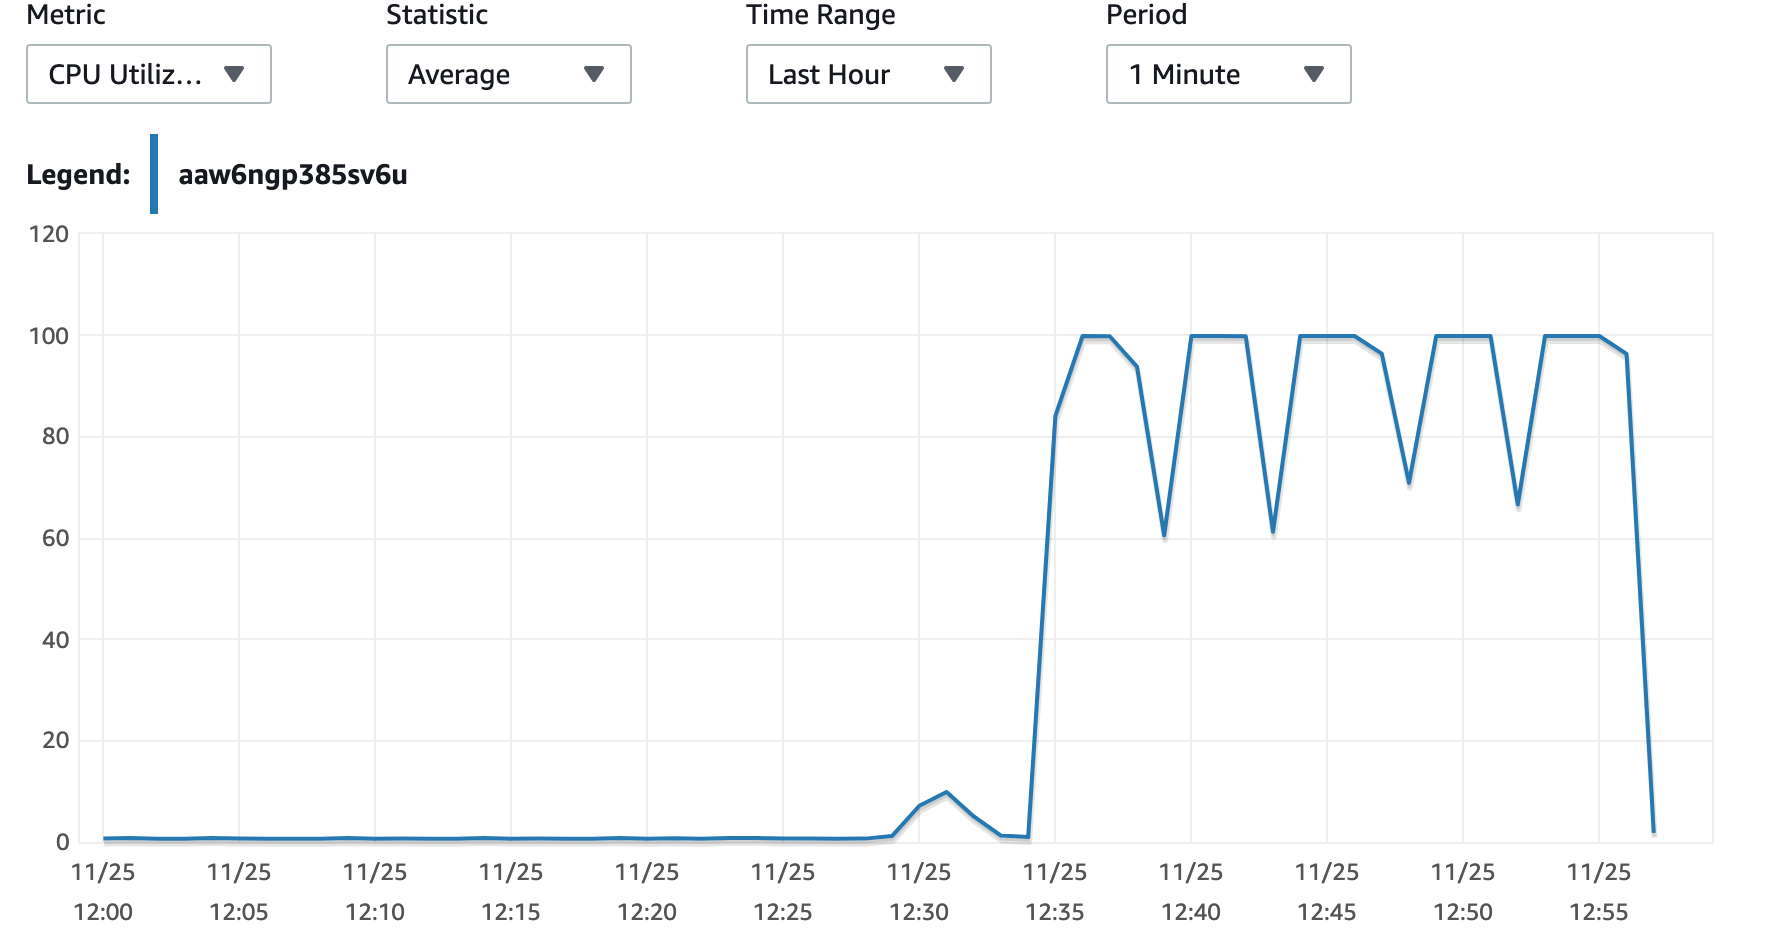 Metric Statistic Time Range Period
CPU Utiliz... Average Last Hour 1 Minute
Legend: aaw6ngp385sv6u
120
100
80
60
40
20
0
11/25 11/25 11/25 11/25 11/25 11/25 11/25 11/25 11/25 11/25 11/25 11/25
12:00 12:05 12:10 12:15 12:20 12:25 12:30 12:35 12:40 12:45 12:50 12:55